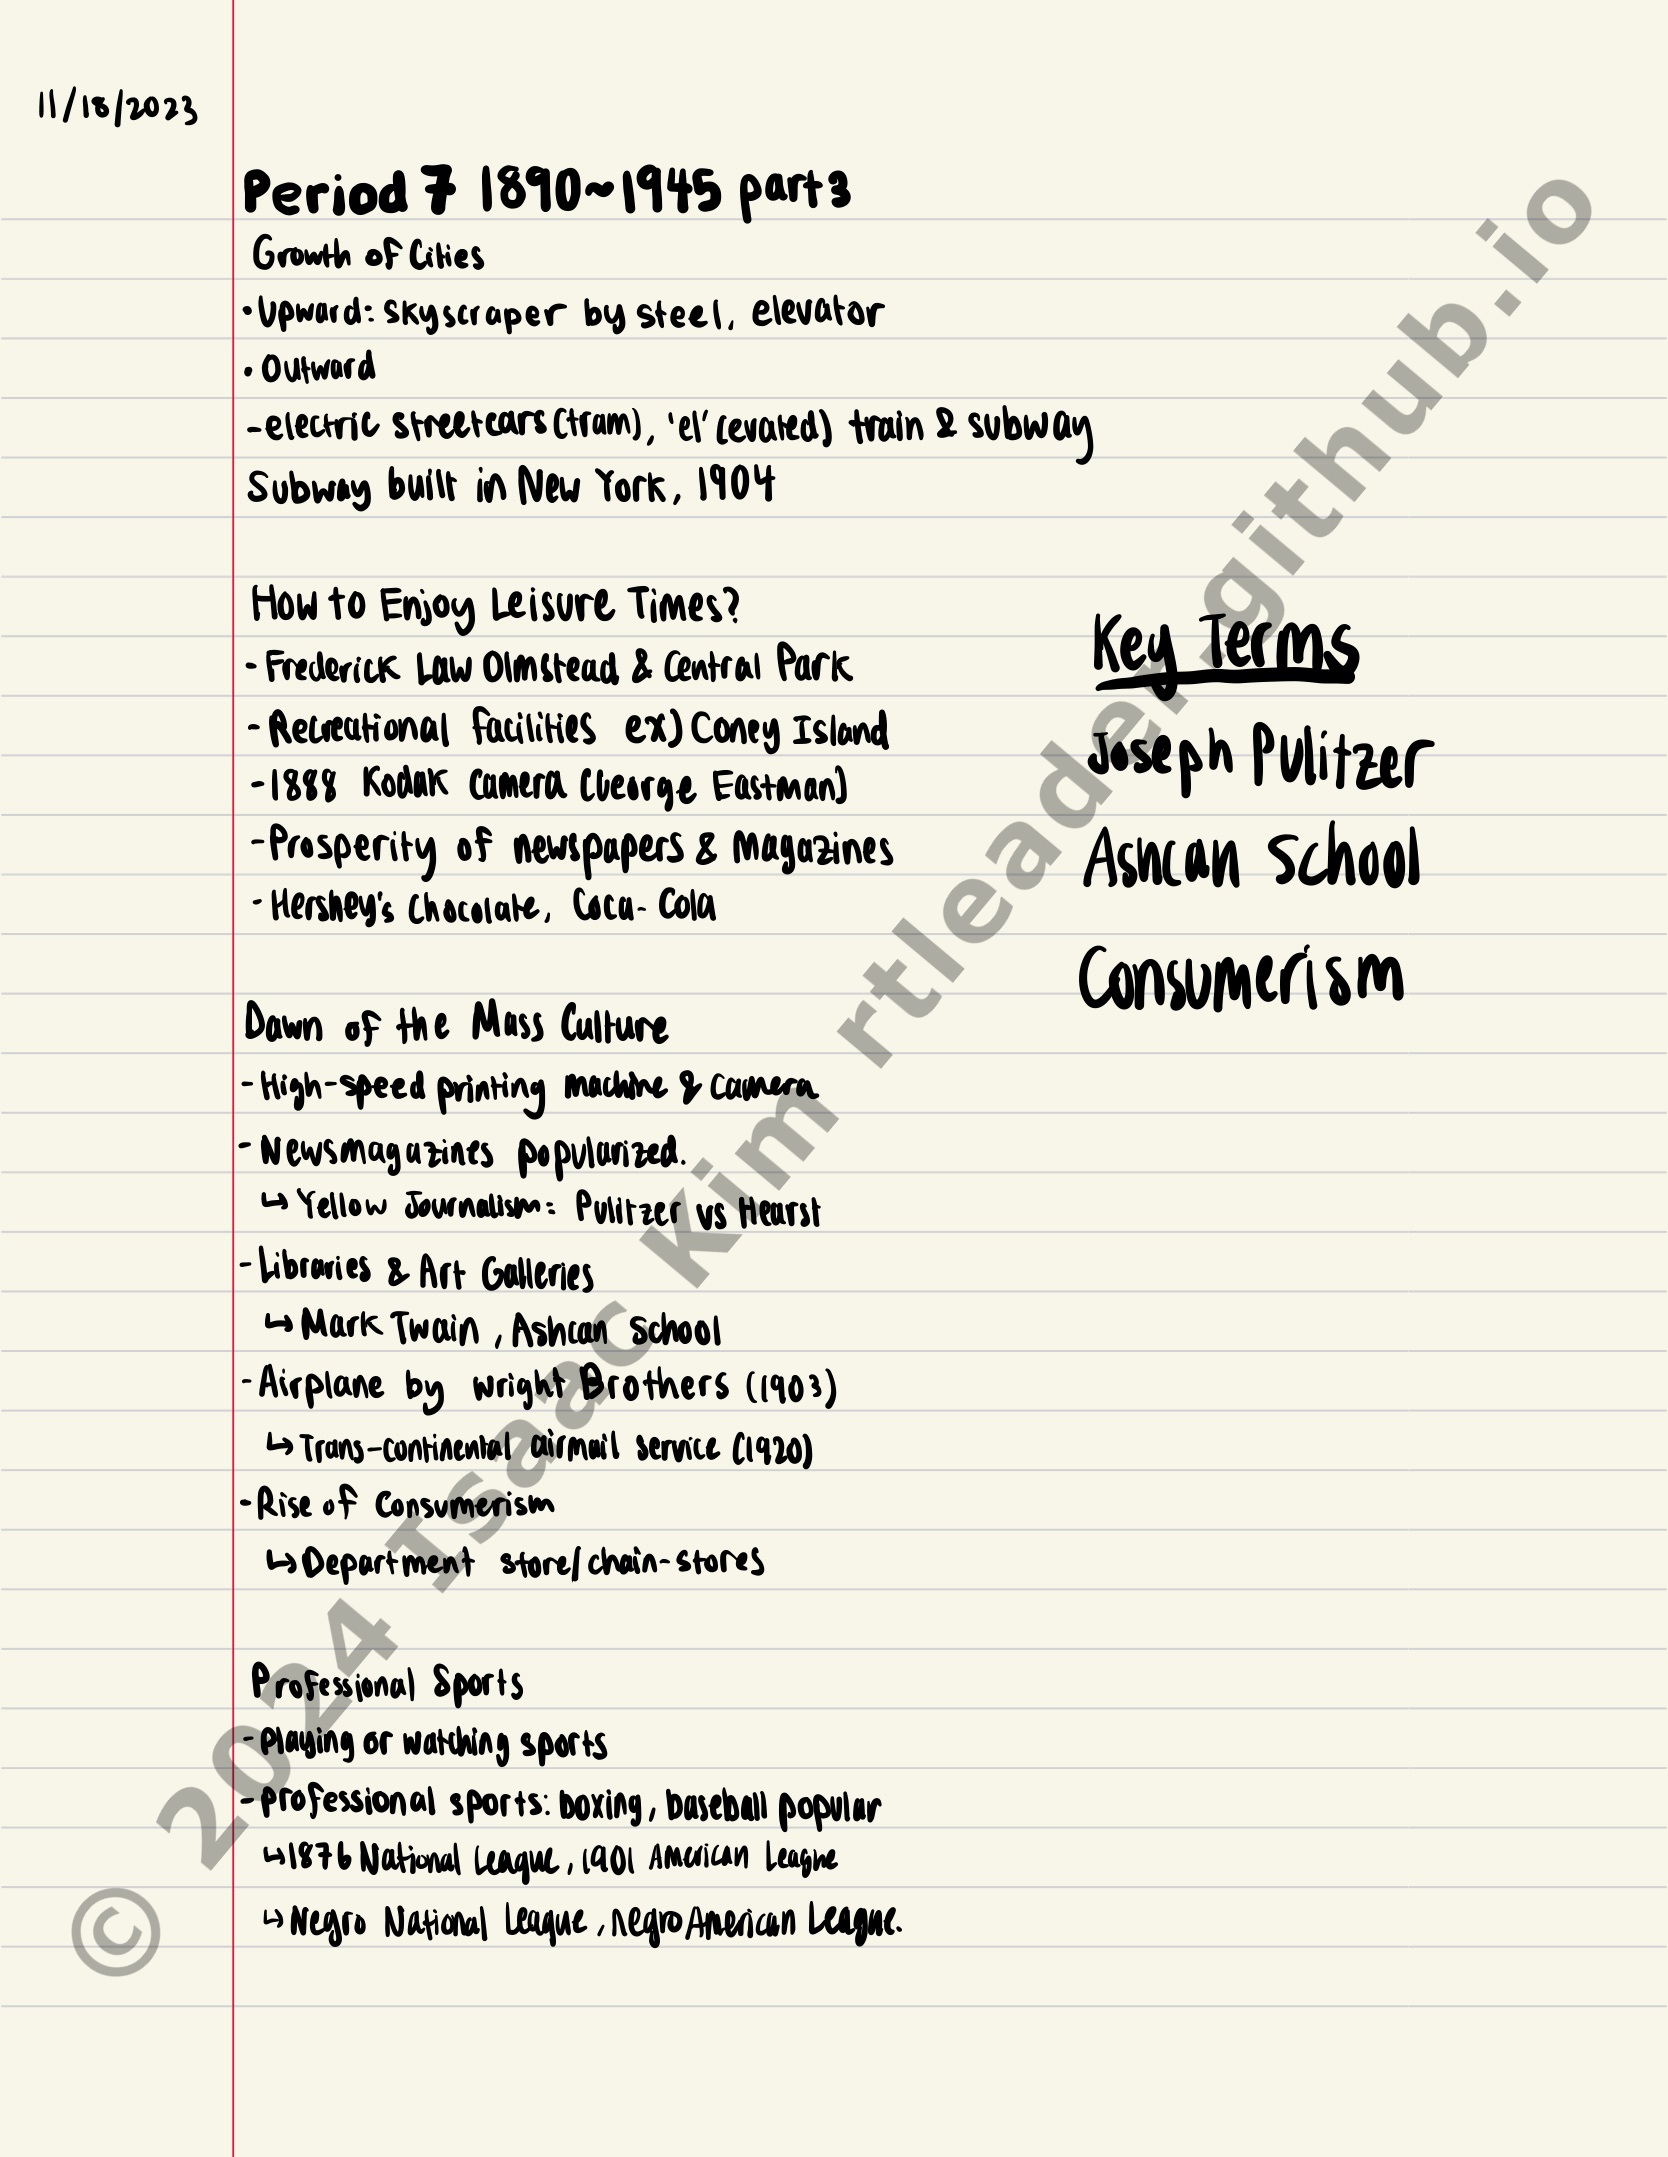 11/18/2023
Period 7 1890~1945 part 3
Growth of Cities
• Upward: skyscraper by steel, elevator
• Outward
- electric streetcars (tram), 'el' (evated) train & subway
Subway built in New York, 1904
How to Enjoy Leisure Times?
- Frederick Law Olmstead & Central Park
- Recreational facilities ex) Coney Island
- 1888 Kodak Camera (George Eastman)
- Prosperity of newspapers & Magazines
- Hershey's Chocolate, Coca-Cola
Dawn of the Mass Culture
- High-speed printing machine & camera
- Newsmagazines popularized.
↳ Yellow Journalism: Pulitzer vs Hearst
- Libraries & Art Galleries
↳ Mark Twain, Ashcan School
- Airplane by Wright Brothers (1903)
↳ Trans-continental airmail service (1920)
- Rise of Consumerism
↳ Department store/chain-stores
Professional Sports
- Playing or watching sports
- professional sports: boxing, baseball popular
↳ 1876 National League, 1901 American League
↳ Negro National League, negro American League.
Key Terms
Joseph Pulitzer
Ashcan School
Consumerism
© 2024 Isaac Kim rtleader.github.io